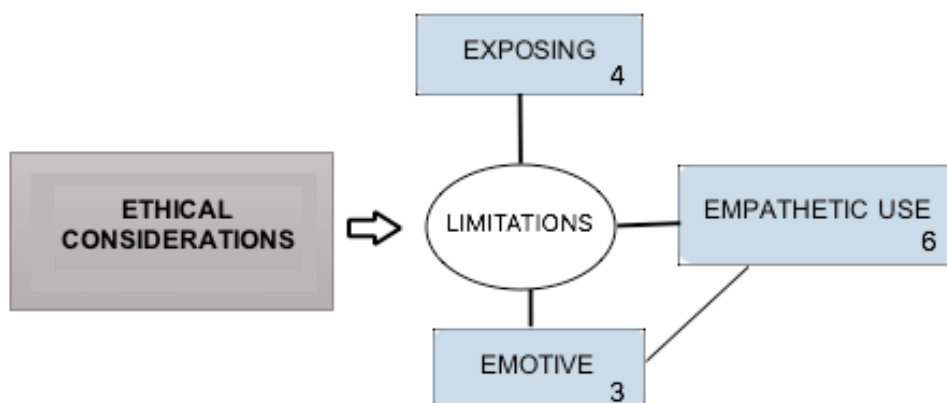 EXPOSING
4
ETHICAL
CONSIDERATIONS
LIMITATIONS
EMPATHETIC USE
6
EMOTIVE
3